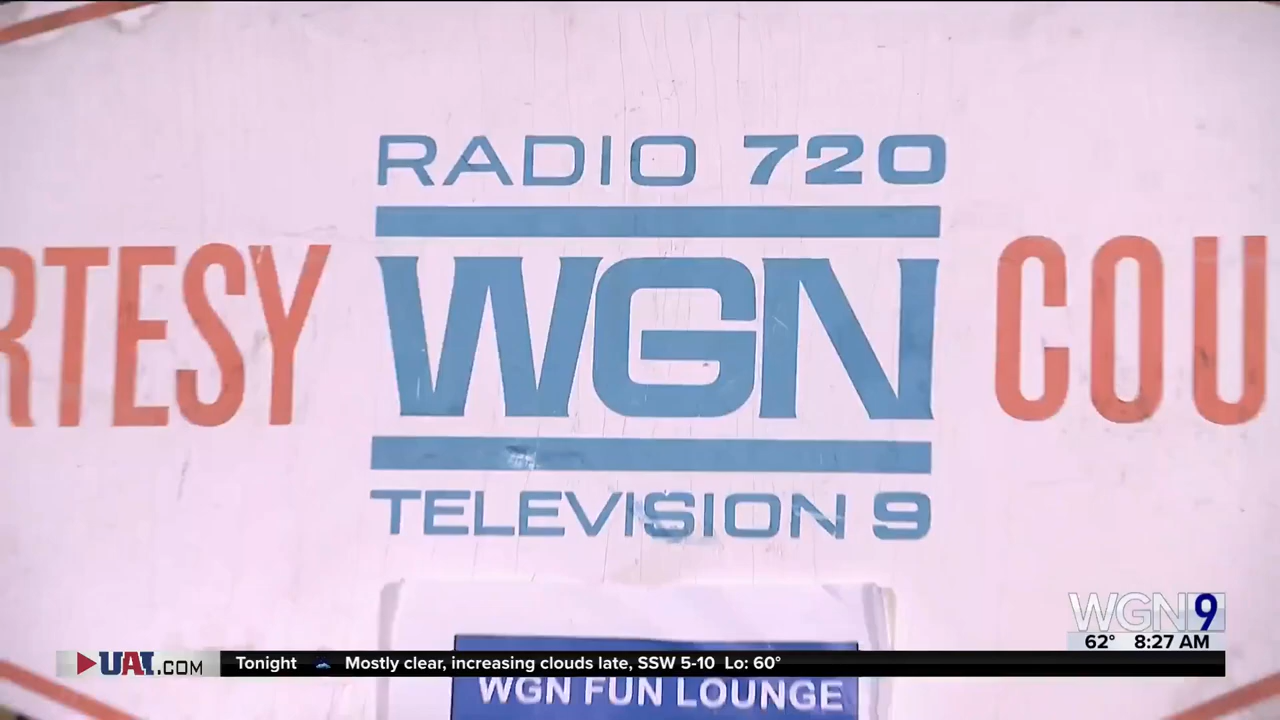 RADIO 720
RTESY WGN COU
TELEVISION 9
WGN9
62° 8:27 AM
UAI.COM Tonight Mostly clear, increasing clouds late, SSW 5-10 Lo: 60°
WGN FUN LOUNGE